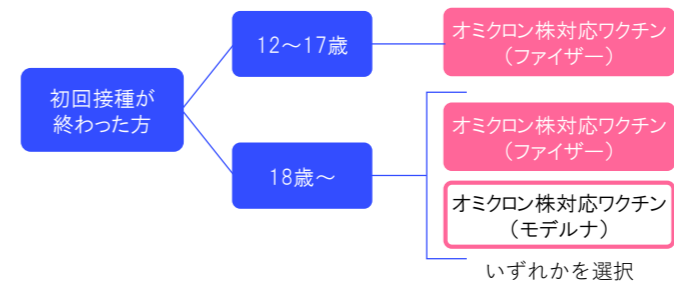 12～17歳
オミクロン株対応ワクチン
（ファイザー）
初回接種が
終わった方
18歳～
オミクロン株対応ワクチン
（ファイザー）
オミクロン株対応ワクチン
（モデルナ）
いずれかを選択